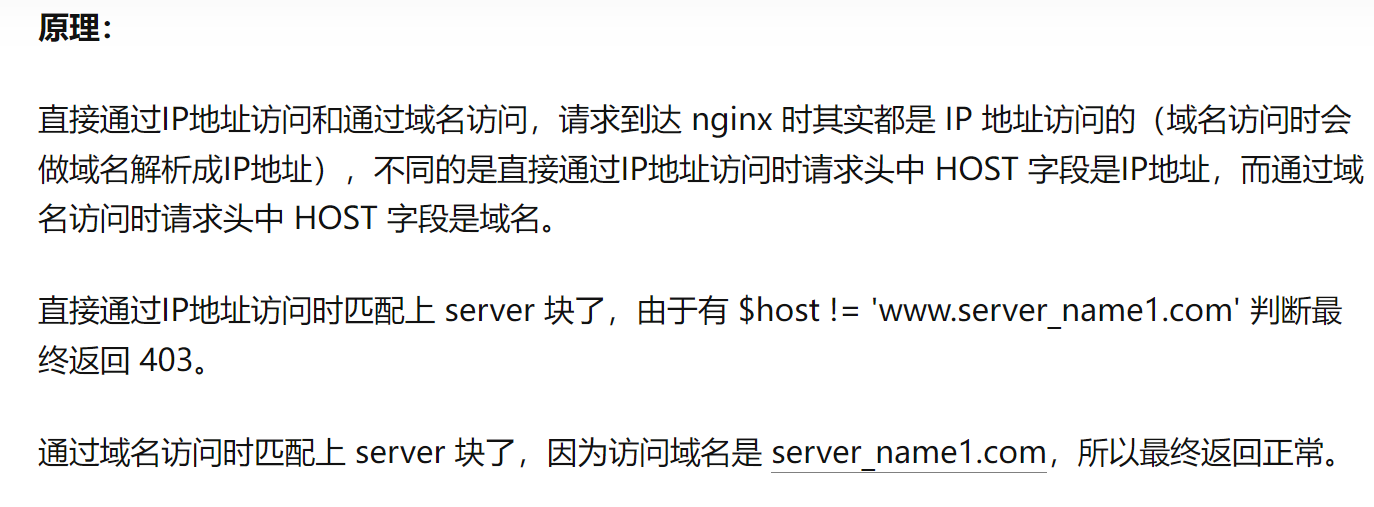 原理：
直接通过IP地址访问和通过域名访问，请求到达 nginx 时其实都是 IP 地址访问的（域名访问时会
做域名解析成IP地址），不同的是直接通过IP地址访问时请求头中 HOST 字段是IP地址，而通过域
名访问时请求头中 HOST 字段是域名。
直接通过IP地址访问时匹配上 server 块了，由于有 $host != 'www.server_name1.com' 判断最
终返回 403。
通过域名访问时匹配上 server 块了，因为访问域名是 server_name1.com，所以最终返回正常。